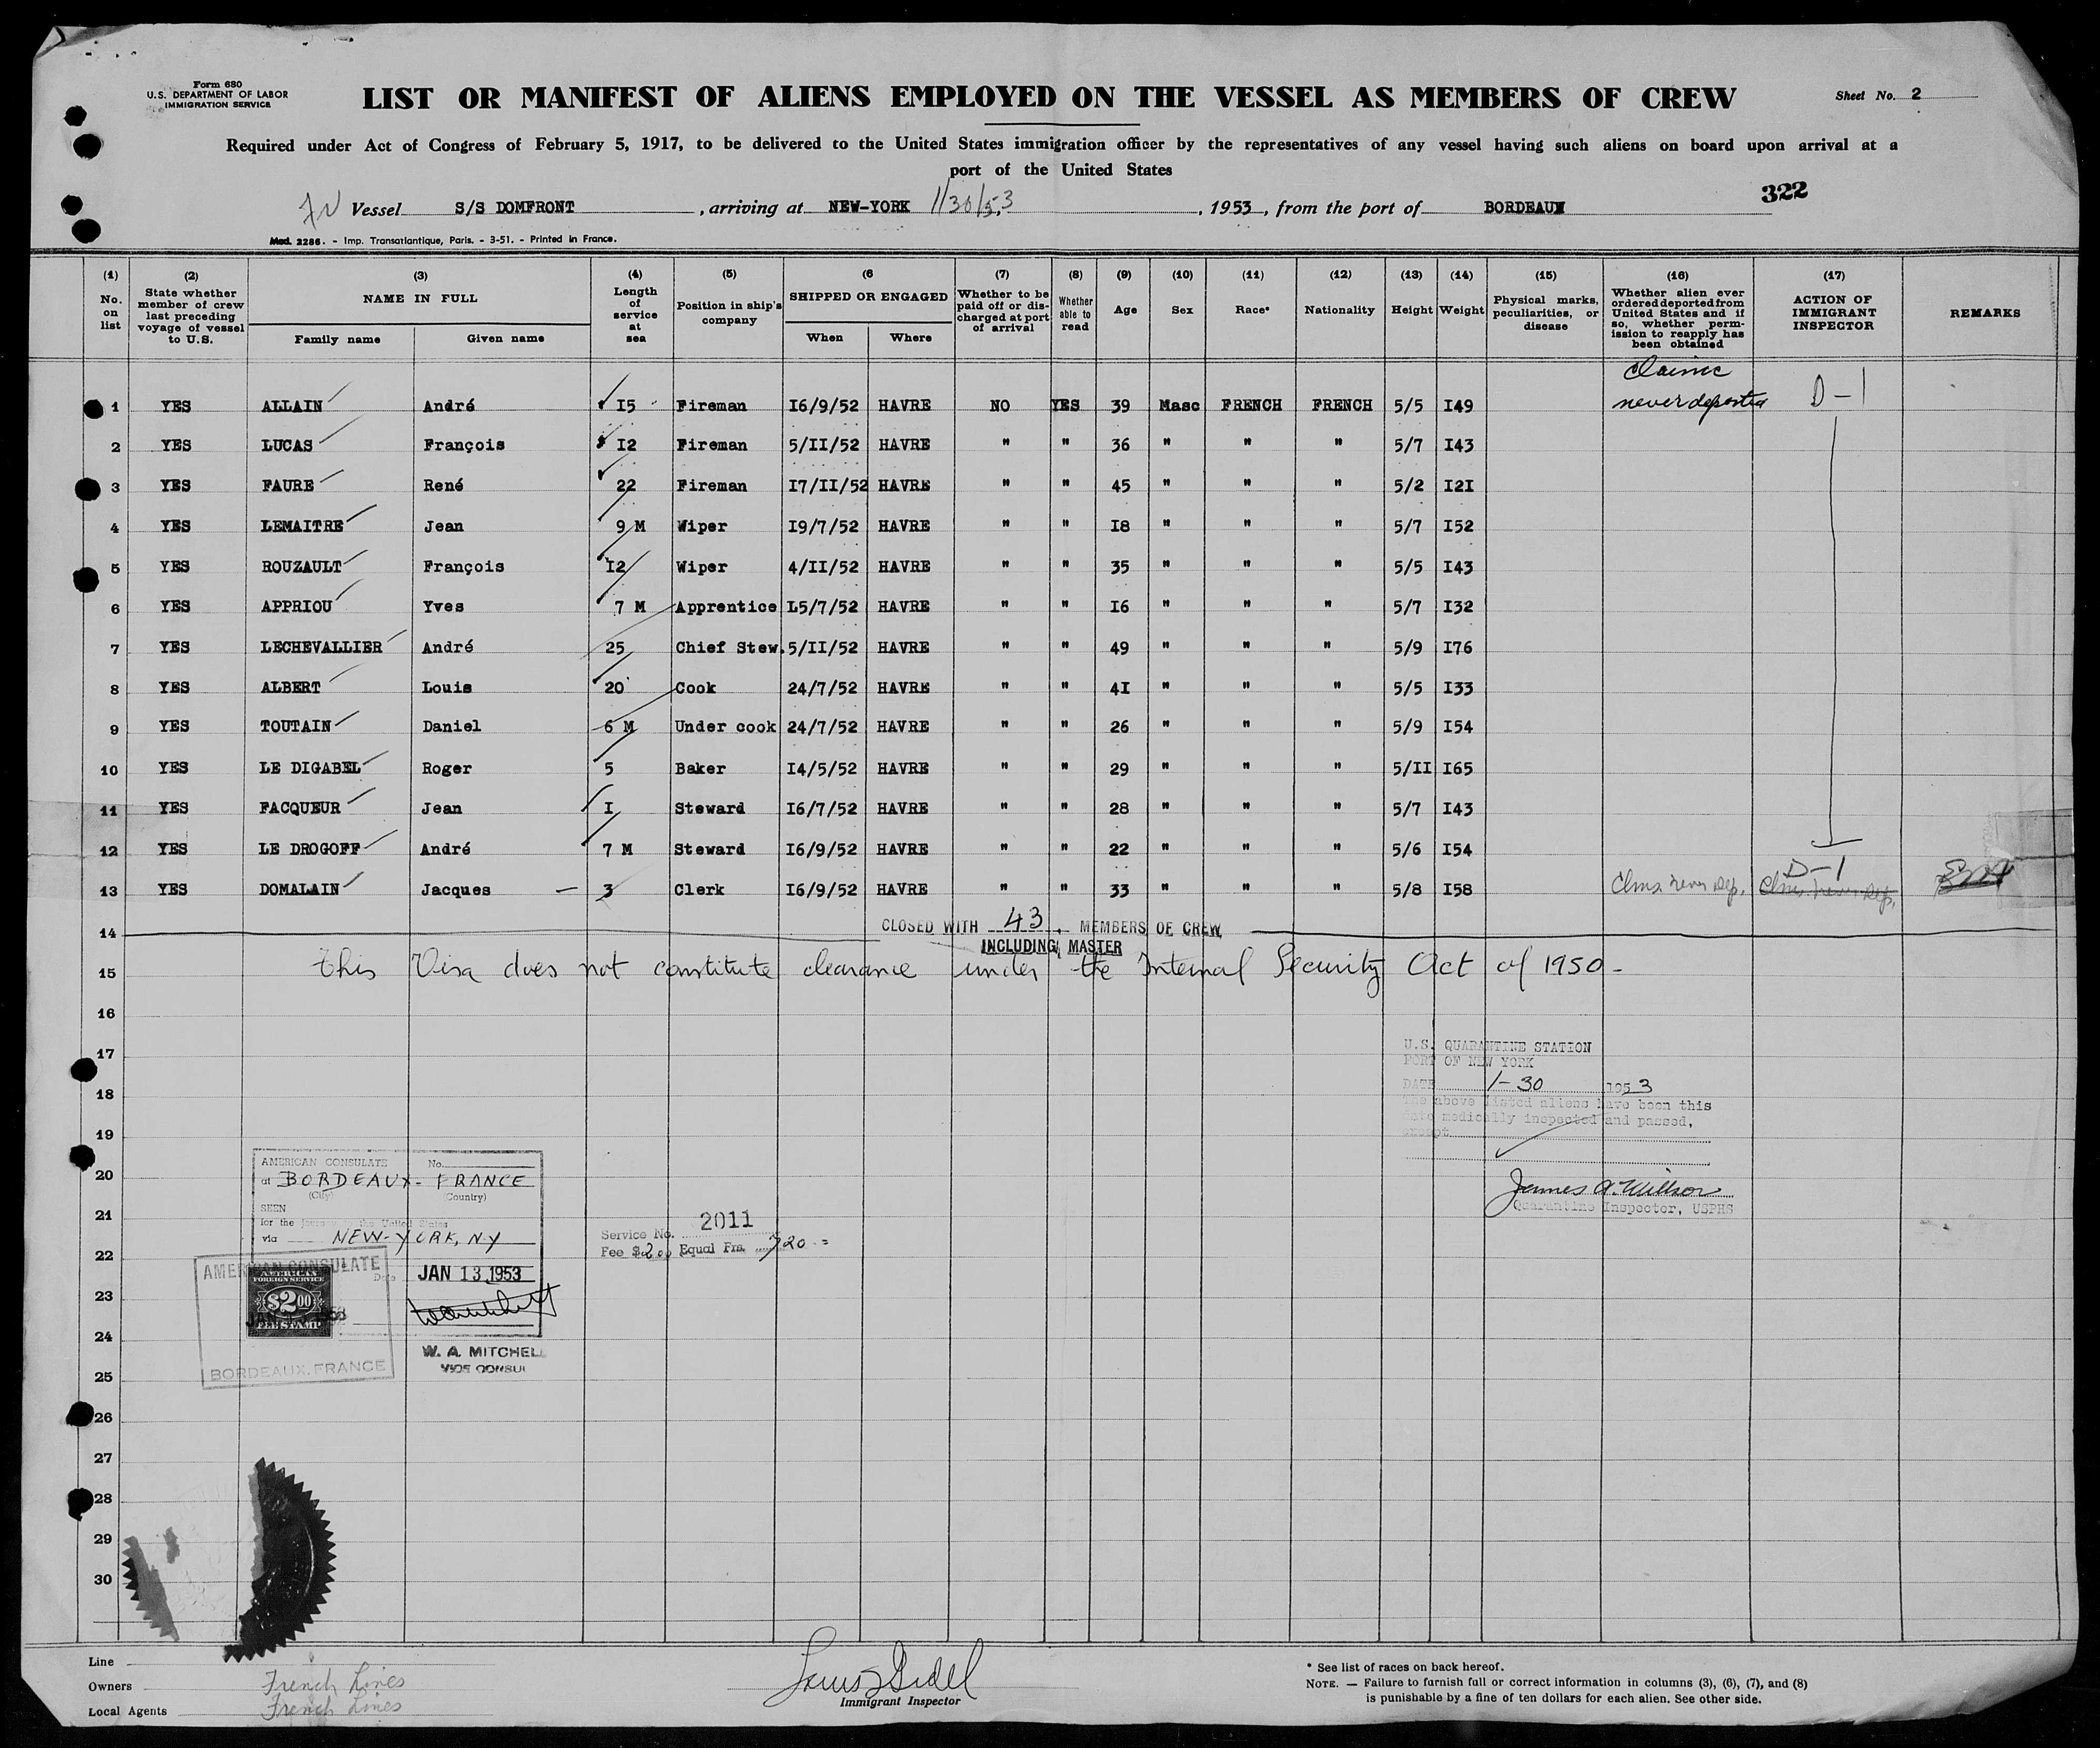 Form 680
U.S. DEPARTMENT OF LABOR
IMMIGRATION SERVICE
LIST OR MANIFEST OF ALIENS EMPLOYED ON THE VESSEL AS MEMBERS OF CREW
Sheet No. 2
Required under Act of Congress of February 5, 1917, to be delivered to the United States immigration officer by the representatives of any vessel having such aliens on board upon arrival at a
port of the United States
322
Vessel S/S DOMFRONT , arriving at NEW-YORK 1/30/53 , 1953 , from the port of BORDEAUX
Mod. 2286. - Imp. Transatlantique, Paris. - 3-51. - Printed in France.
(1) (2) (3) (4) (5) (6 (7) (8) (9) (10) (11) (12) (13) (14) (15) (16) (17)
No. on list
State whether member of crew last preceding voyage of vessel to U.S.
NAME IN FULL
Family name Given name
Length of service at sea
Position in ship's company
SHIPPED OR ENGAGED
When Where
Whether to be paid off or discharged at port of arrival
Whether able to read
Age Sex Race* Nationality Height Weight
Physical marks, peculiarities, or disease
Whether alien ever ordered deported from United States and if so, whether permission to reapply has been obtained
ACTION OF IMMIGRANT INSPECTOR
REMARKS
never deported
1 YES ALLAIN André I5 Fireman I6/9/52 HAVRE NO YES 39 Masc FRENCH FRENCH 5/5 I49 D-1
2 YES LUCAS François I2 Fireman 5/II/52 HAVRE " " 36 " " " 5/7 I43
3 YES FAURE René 22 Fireman I7/II/52 HAVRE " " 45 " " " 5/2 I2I
4 YES LEMAITRE Jean 9 M Wiper I9/7/52 HAVRE " " I8 " " " 5/7 I52
5 YES ROUZAULT François I2 Wiper 4/II/52 HAVRE " " 35 " " " 5/5 I43
6 YES APPRIOU Yves 7 M Apprentice L5/7/52 HAVRE " " I6 " " " 5/7 I32
7 YES LECHEVALLIER André 25 Chief Stew. 5/II/52 HAVRE " " 49 " " " 5/9 I76
8 YES ALBERT Louis 20 Cook 24/7/52 HAVRE " " 4I " " " 5/5 I33
9 YES TOUTAIN Daniel 6 M Under cook 24/7/52 HAVRE " " 26 " " " 5/9 I54
10 YES LE DIGABEL Roger 5 Baker I4/5/52 HAVRE " " 29 " " " 5/II I65
11 YES FACQUEUR Jean I Steward I6/7/52 HAVRE " " 28 " " " 5/7 I43
12 YES LE DROGOFF André 7 M Steward I6/9/52 HAVRE " " 22 " " " 5/6 I54
13 YES DOMALAIN Jacques 3 Clerk I6/9/52 HAVRE " " 33 " " " 5/8 I58 Clms. never dep. D-1
14 CLOSED WITH 43 MEMBERS OF CREW
INCLUDING MASTER
15 this Visa does not constitute clearance under the Internal Security Act of 1950 -
16
17
U.S. QUARANTINE STATION
PORT OF NEW YORK
DATE 1-30 1953
18
The above listed aliens have been this
date medically inspected and passed,
except
19
20
James A. Willson
Quarantine Inspector, USPHS
AMERICAN CONSULATE No.
at BORDEAUX - FRANCE
(City) (Country)
SEEN
21
for the journey to the United States
via NEW-YORK, N.Y
22
Service No. 2011
Fee $2.00 Equal Frs. 720 =
Date JAN 13 1953
AMERICAN CONSULATE
AMERICAN
FOREIGN SERVICE
$2.00
FEE STAMP
BORDEAUX, FRANCE
23
24
W. A. MITCHELL
VICE CONSUL
25
26
27
28
29
30
Line
Owners French Lines
Local Agents French Lines
Immigrant Inspector
* See list of races on back hereof.
NOTE. — Failure to furnish full or correct information in columns (3), (6), (7), and (8)
is punishable by a fine of ten dollars for each alien. See other side.